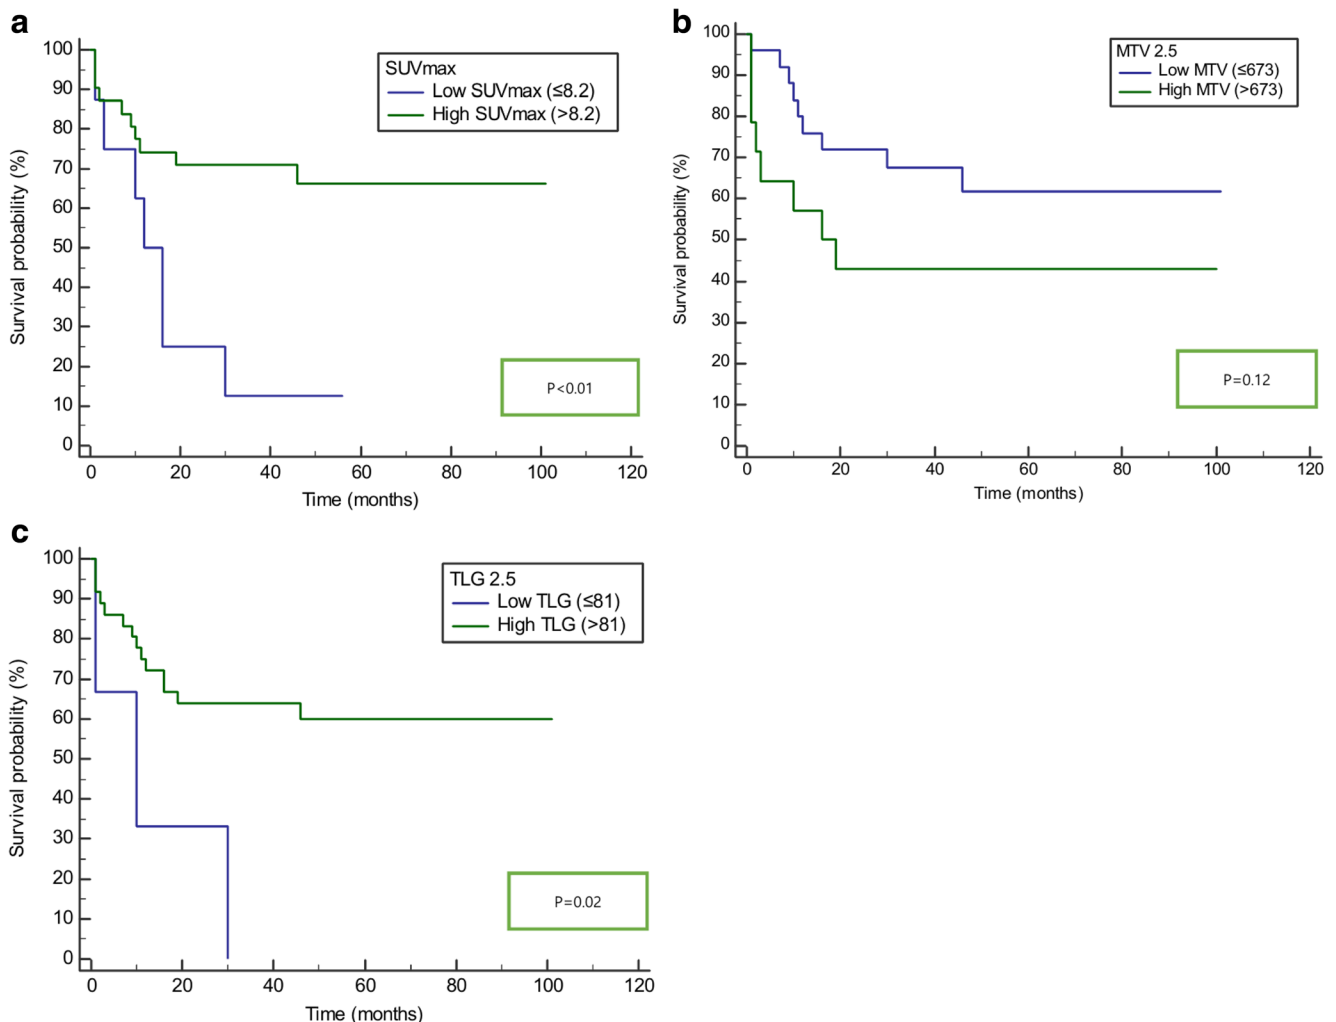 a
SUVmax
Low SUVmax (≤8.2)
High SUVmax (>8.2)
Survival probability (%)
100
90
80
70
60
50
40
30
20
10
0
P<0.01
0 20 40 60 80 100 120
Time (months)
b
MTV 2.5
Low MTV (≤673)
High MTV (>673)
Survival probability (%)
100
90
80
70
60
50
40
30
20
10
0
P=0.12
0 20 40 60 80 100 120
Time (months)
c
TLG 2.5
Low TLG (≤81)
High TLG (>81)
Survival probability (%)
100
90
80
70
60
50
40
30
20
10
0
P=0.02
0 20 40 60 80 100 120
Time (months)